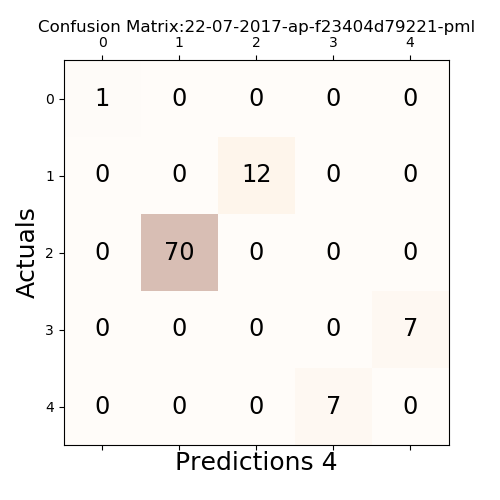 Confusion Matrix:22-07-2017-ap-f23404d79221-pml
0 1 2 3 4
0 1 0 0 0 0
1 0 0 12 0 0
2 0 70 0 0 0
3 0 0 0 0 7
4 0 0 0 7 0
Actuals
Predictions 4